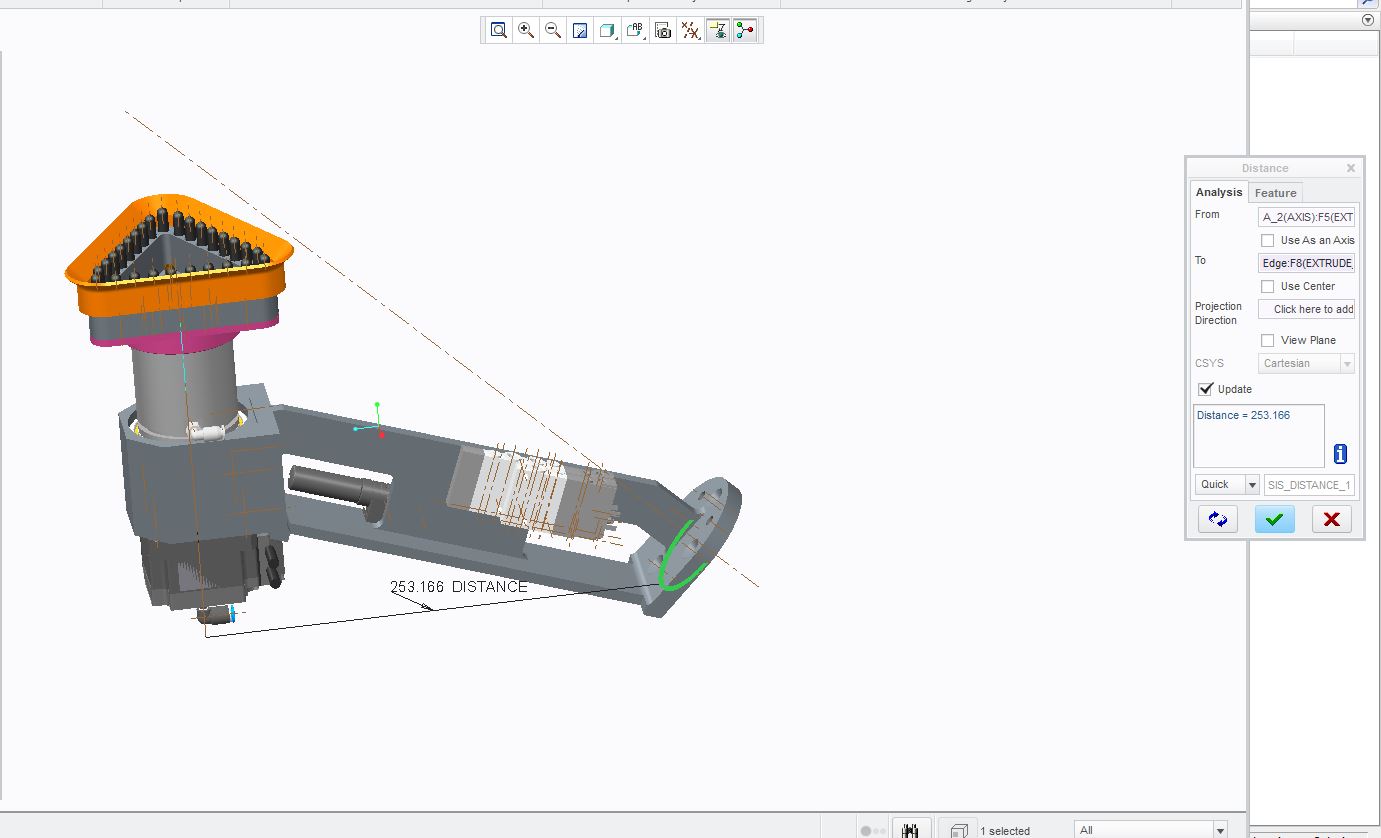 AB
Distance
Analysis
Feature
From
A_2(AXIS):F5(EXT
Use As an Axis
To
Edge:F8(EXTRUDE_
Use Center
Projection
Direction
Click here to add
View Plane
CSYS
Cartesian
Update
Distance = 253.166
Quick
SIS_DISTANCE_1
253.166 DISTANCE
1 selected
All